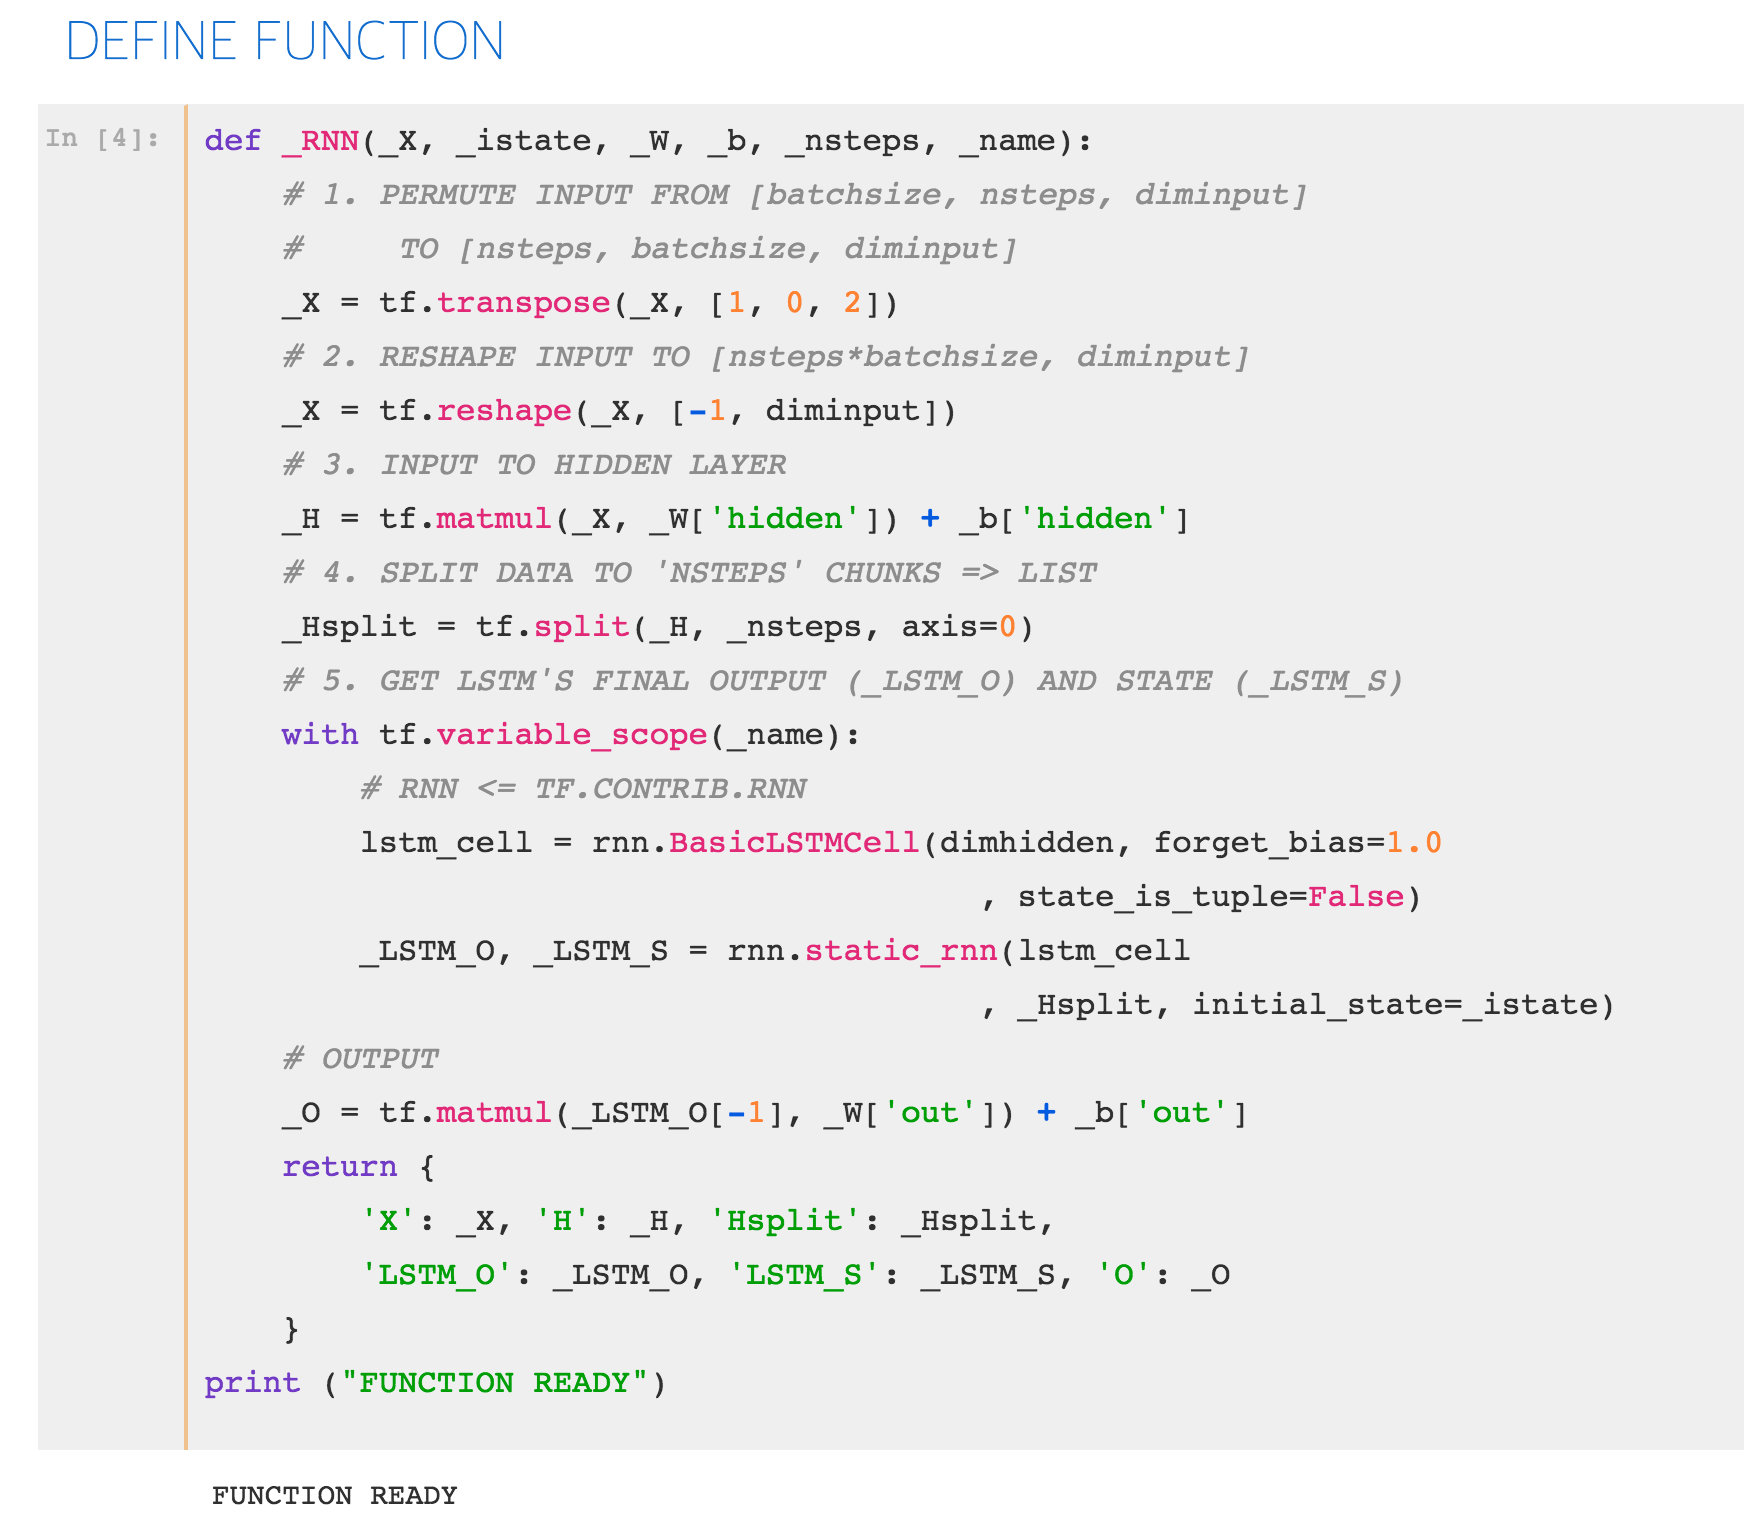 DEFINE FUNCTION
In [4]:
def _RNN(_X, _istate, _W, _b, _nsteps, _name):
    # 1. PERMUTE INPUT FROM [batchsize, nsteps, diminput]
    #     TO [nsteps, batchsize, diminput]
    _X = tf.transpose(_X, [1, 0, 2])
    # 2. RESHAPE INPUT TO [nsteps*batchsize, diminput]
    _X = tf.reshape(_X, [-1, diminput])
    # 3. INPUT TO HIDDEN LAYER
    _H = tf.matmul(_X, _W['hidden']) + _b['hidden']
    # 4. SPLIT DATA TO 'NSTEPS' CHUNKS => LIST
    _Hsplit = tf.split(_H, _nsteps, axis=0)
    # 5. GET LSTM'S FINAL OUTPUT (_LSTM_O) AND STATE (_LSTM_S)
    with tf.variable_scope(_name):
        # RNN <= TF.CONTRIB.RNN
        lstm_cell = rnn.BasicLSTMCell(dimhidden, forget_bias=1.0
                                        , state_is_tuple=False)
        _LSTM_O, _LSTM_S = rnn.static_rnn(lstm_cell
                                        , _Hsplit, initial_state=_istate)
    # OUTPUT
    _O = tf.matmul(_LSTM_O[-1], _W['out']) + _b['out']
    return {
        'X': _X, 'H': _H, 'Hsplit': _Hsplit,
        'LSTM_O': _LSTM_O, 'LSTM_S': _LSTM_S, 'O': _O
    }
print ("FUNCTION READY")
FUNCTION READY